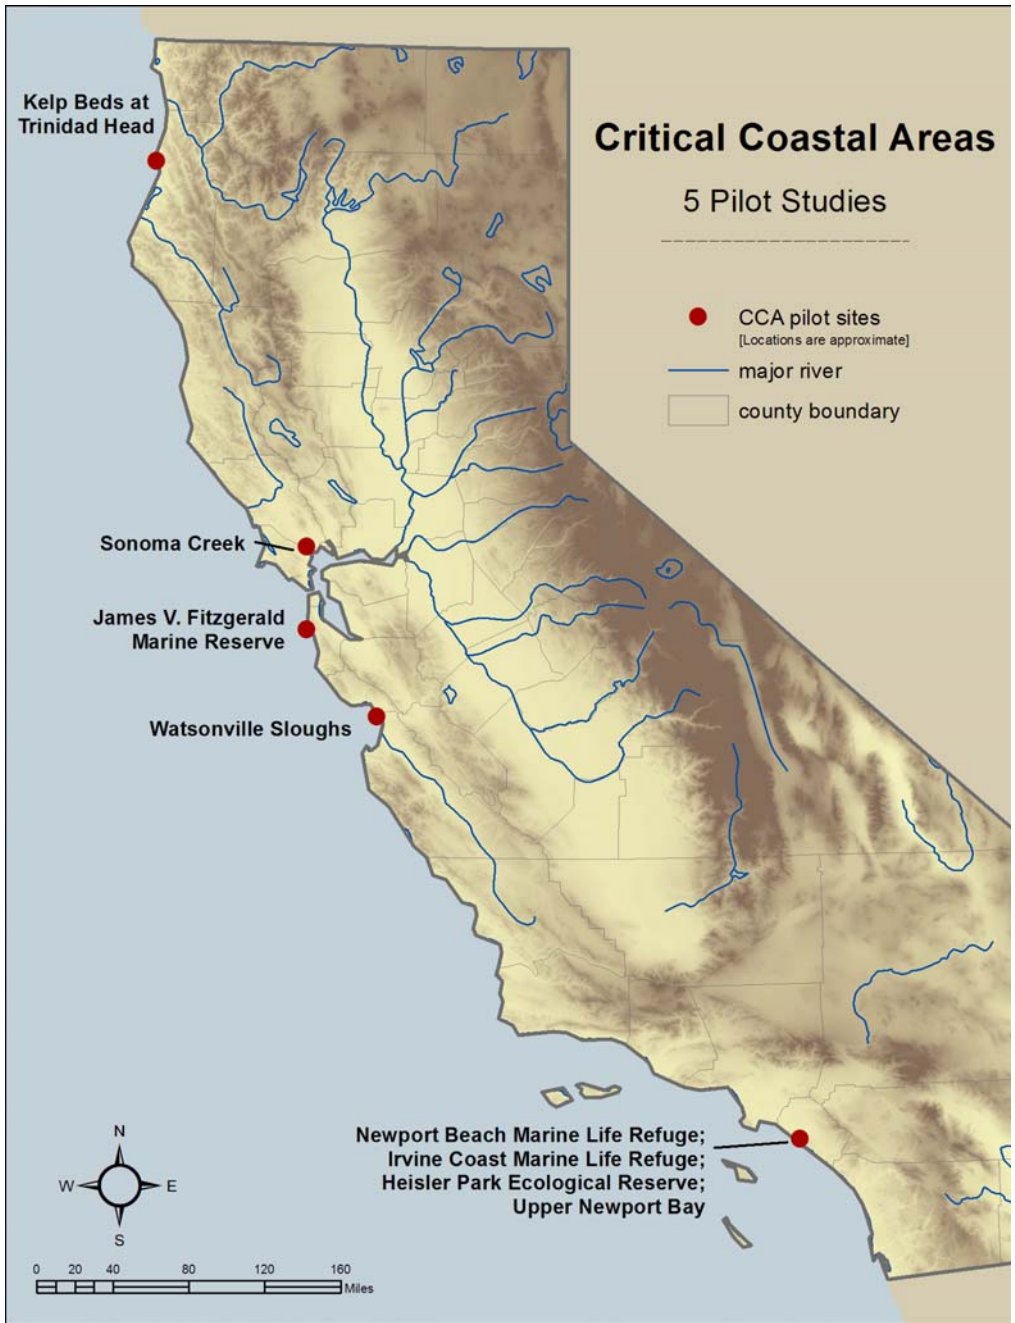 Kelp Beds at
Trinidad Head
Critical Coastal Areas
5 Pilot Studies
CCA pilot sites
[Locations are approximate]
major river
county boundary
Sonoma Creek
James V. Fitzgerald
Marine Reserve
Watsonville Sloughs
Newport Beach Marine Life Refuge;
Irvine Coast Marine Life Refuge;
Heisler Park Ecological Reserve;
Upper Newport Bay
N
W E
S
0 20 40 80 120 160
Miles